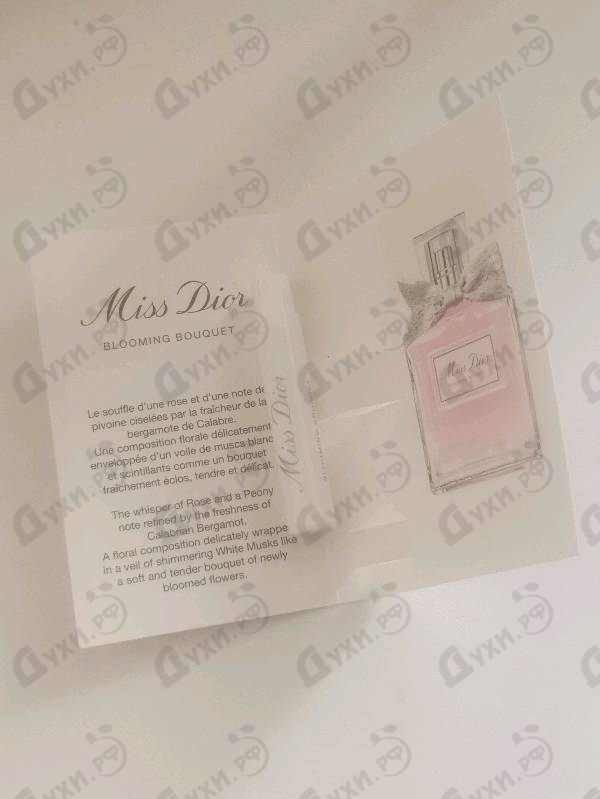 Miss Dior
BLOOMING BOUQUET
Le souffle d'une rose et d'une note de
pivoine ciselées par la fraîcheur de la
bergamote de Calabre.
Une composition florale délicatement
enveloppée d'un voile de muscs blanc
et scintillants comme un bouquet
fraîchement éclos, tendre et délicat.
The whisper of Rose and a Peony
note refined by the freshness of
Calabrian Bergamot.
A floral composition delicately wrappe
in a veil of shimmering White Musks like
a soft and tender bouquet of newly
bloomed flowers.
Miss Dior
Miss Dior
Духи.РФ